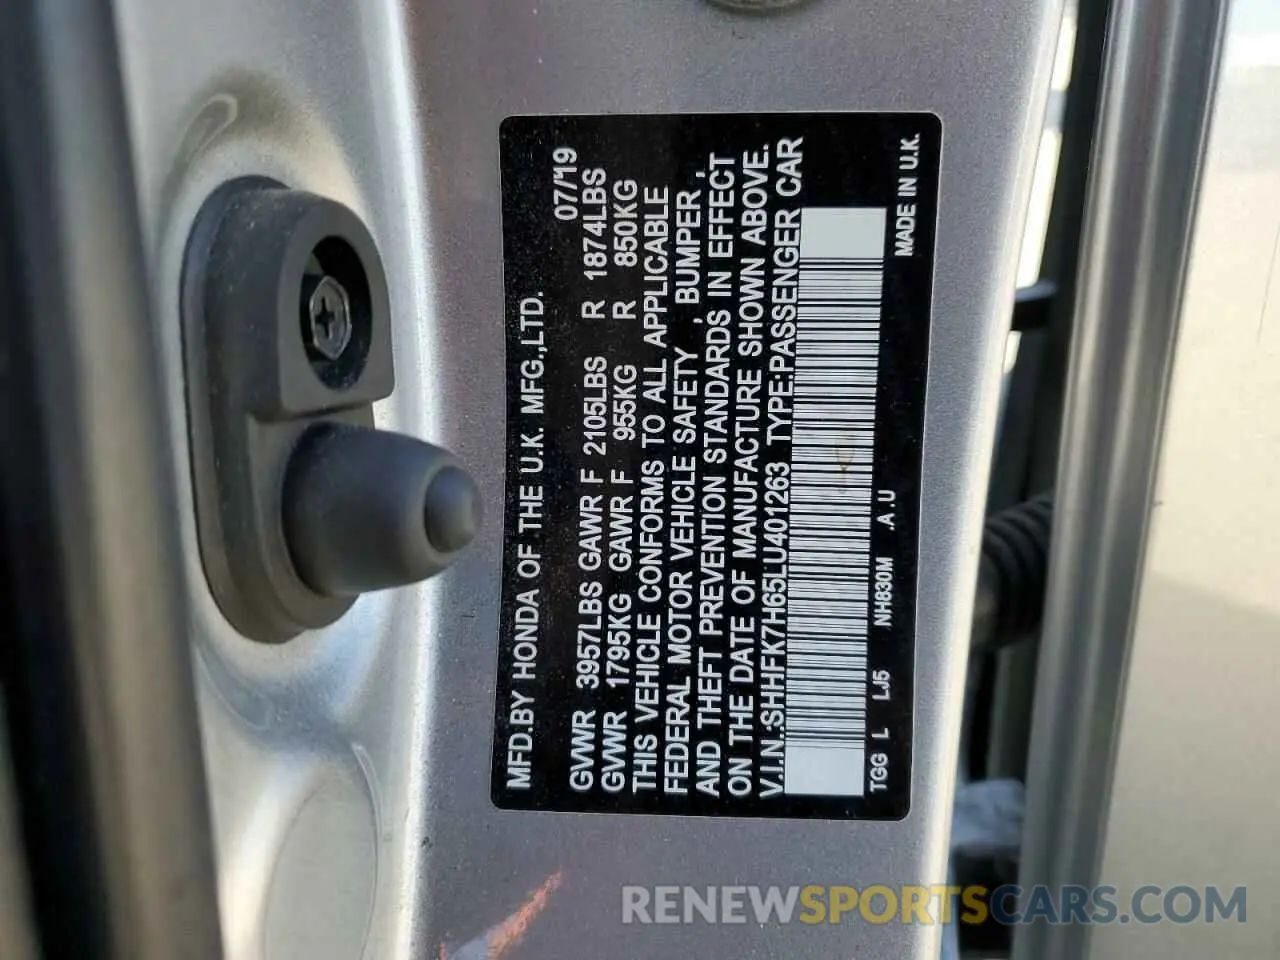 MFD.BY HONDA OF THE U.K. MFG.,LTD. 07/19
GVWR 3957LBS GAWR F 2105LBS R 1874LBS
GVWR 1795KG GAWR F 955KG R 850KG
THIS VEHICLE CONFORMS TO ALL APPLICABLE
FEDERAL MOTOR VEHICLE SAFETY , BUMPER ,
AND THEFT PREVENTION STANDARDS IN EFFECT
ON THE DATE OF MANUFACTURE SHOWN ABOVE.
V.I.N.:SHHFK7H65LU401263 TYPE:PASSENGER CAR
TGG L LJ5 NH830M .A .U MADE IN U.K.
RENEWSPORTSCARS.COM